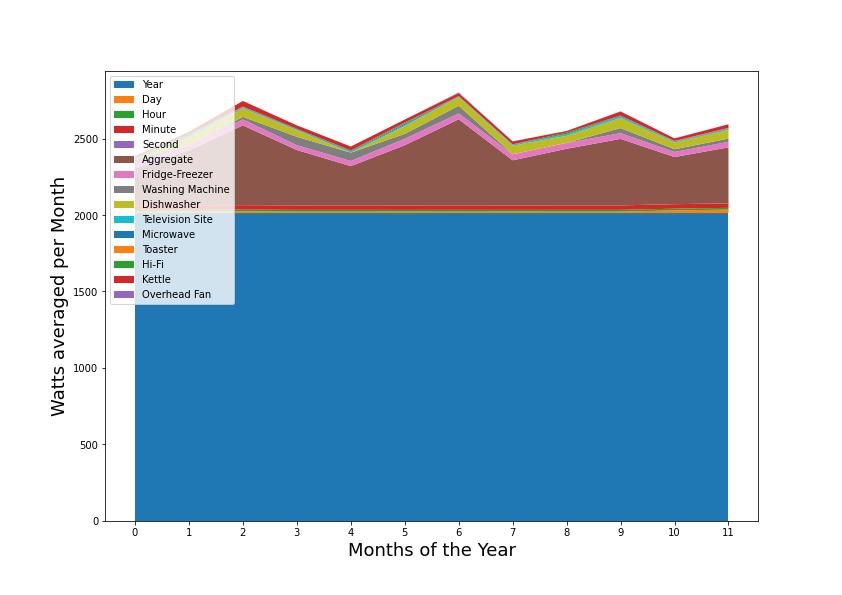 Year
Day
Hour
Minute
Second
Aggregate
Fridge-Freezer
Washing Machine
Dishwasher
Television Site
Microwave
Toaster
Hi-Fi
Kettle
Overhead Fan
Watts averaged per Month
2500
2000
1500
1000
500
0
0 1 2 3 4 5 6 7 8 9 10 11
Months of the Year